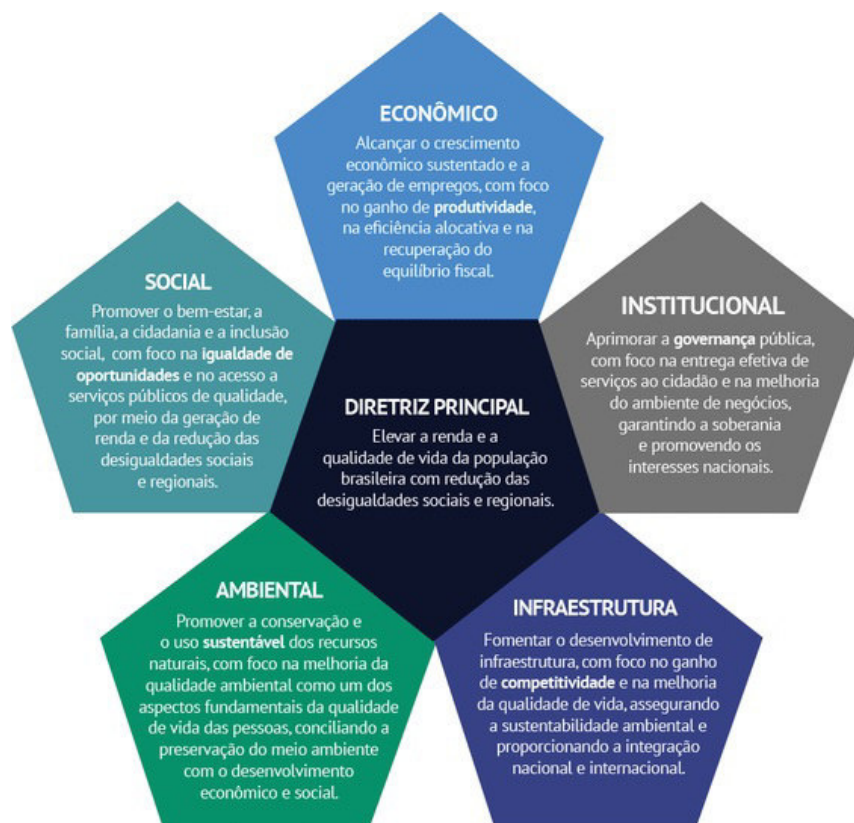 ECONÔMICO
Alcançar o crescimento
econômico sustentado e a
geração de empregos, com foco
no ganho de produtividade,
na eficiência alocativa e na
recuperação do
equilíbrio fiscal.
SOCIAL
Promover o bem-estar, a
família, a cidadania e a inclusão
social, com foco na igualdade de
oportunidades e no acesso a
serviços públicos de qualidade,
por meio da geração de
renda e da redução das
desigualdades sociais
e regionais.
INSTITUCIONAL
Aprimorar a governança pública,
com foco na entrega efetiva de
serviços ao cidadão e na melhoria
do ambiente de negócios,
garantindo a soberania
e promovendo os
interesses nacionais.
DIRETRIZ PRINCIPAL
Elevar a renda e a
qualidade de vida da população
brasileira com redução das
desigualdades sociais e regionais.
AMBIENTAL
Promover a conservação e
o uso sustentável dos recursos
naturais, com foco na melhoria da
qualidade ambiental como um dos
aspectos fundamentais da qualidade
de vida das pessoas, conciliando a
preservação do meio ambiente
com o desenvolvimento
econômico e social.
INFRAESTRUTURA
Fomentar o desenvolvimento de
infraestrutura, com foco no ganho
de competitividade e na melhoria
da qualidade de vida, assegurando
a sustentabilidade ambiental e
proporcionando a integração
nacional e internacional.